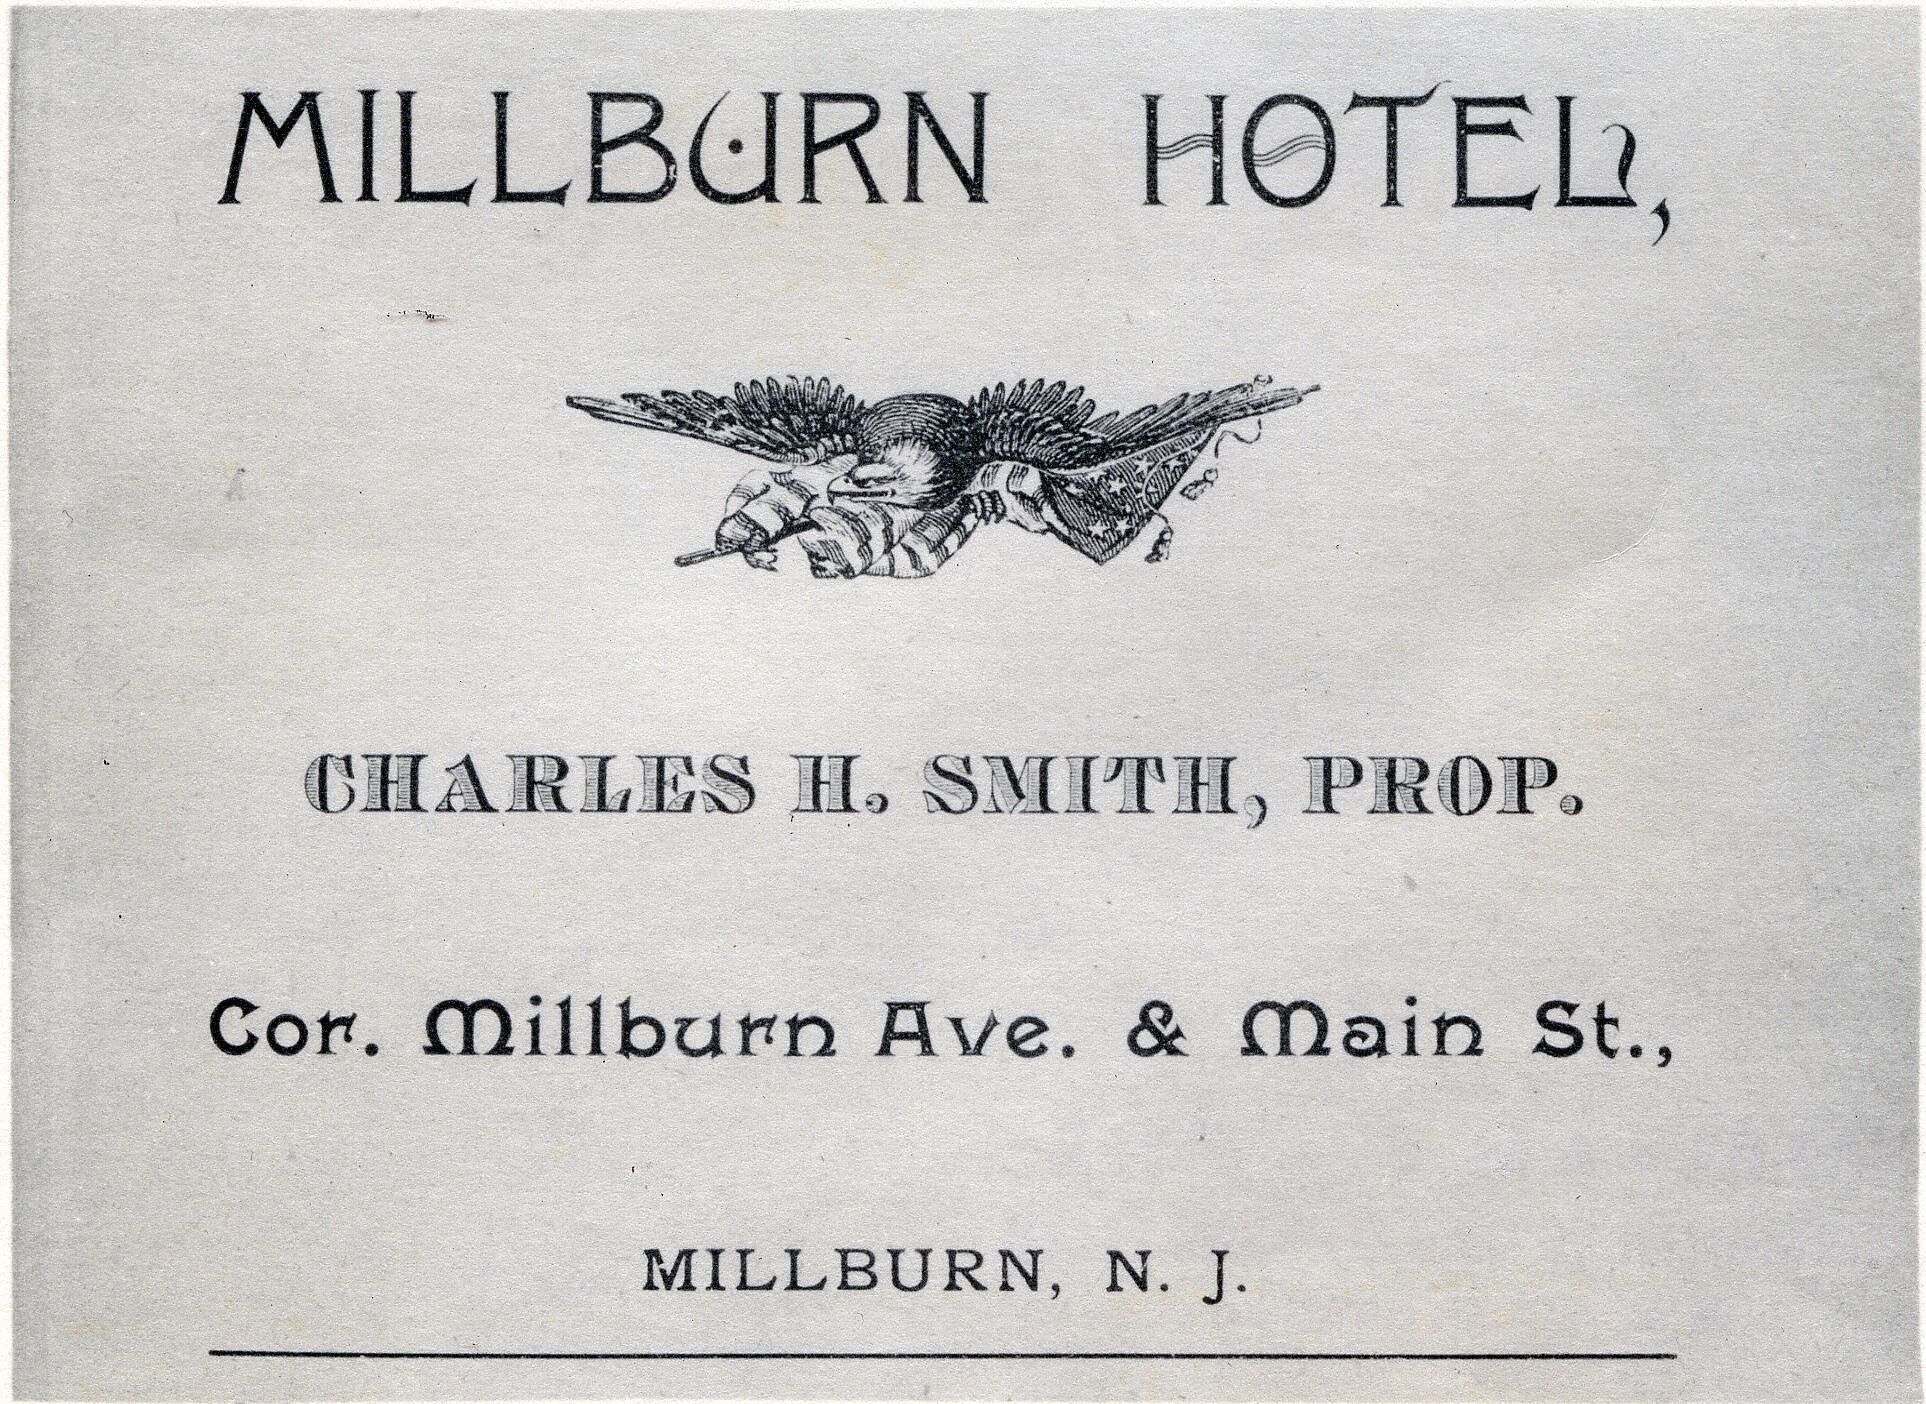 MILLBURN HOTEL,
CHARLES H. SMITH, PROP.
Cor. Millburn Ave. & Main St.,
MILLBURN, N. J.